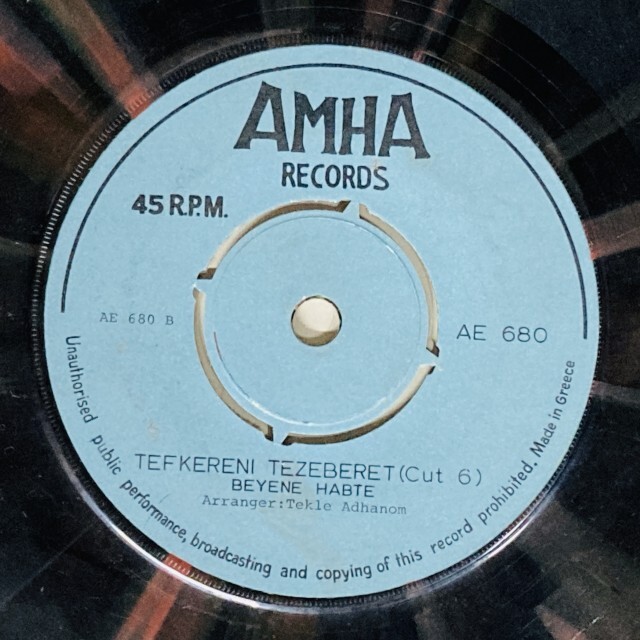 AMHA
RECORDS
45 R.P.M.
AE 680 B
AE 680
TEFKERENI TEZEBERET (Cut 6)
BEYENE HABTE
Arranger:Tekle Adhanom
Unauthorised public performance, broadcasting and copying of this record prohibited. Made in Greece